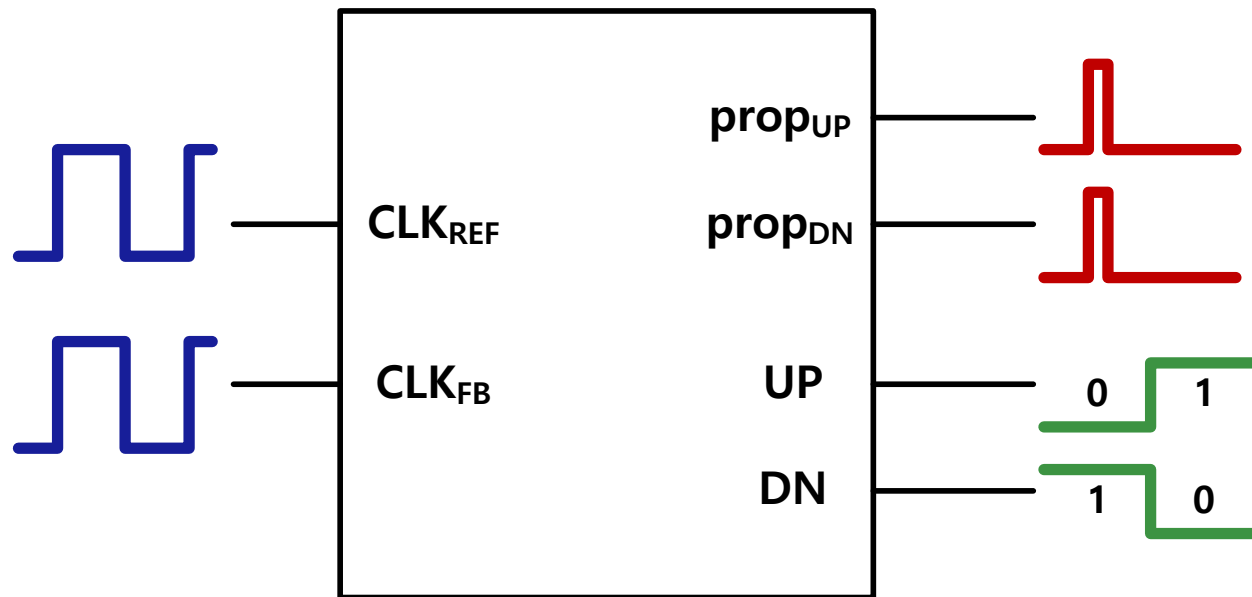 prop_UP
CLK_REF
prop_DN
CLK_FB
UP
0 1
DN
1 0